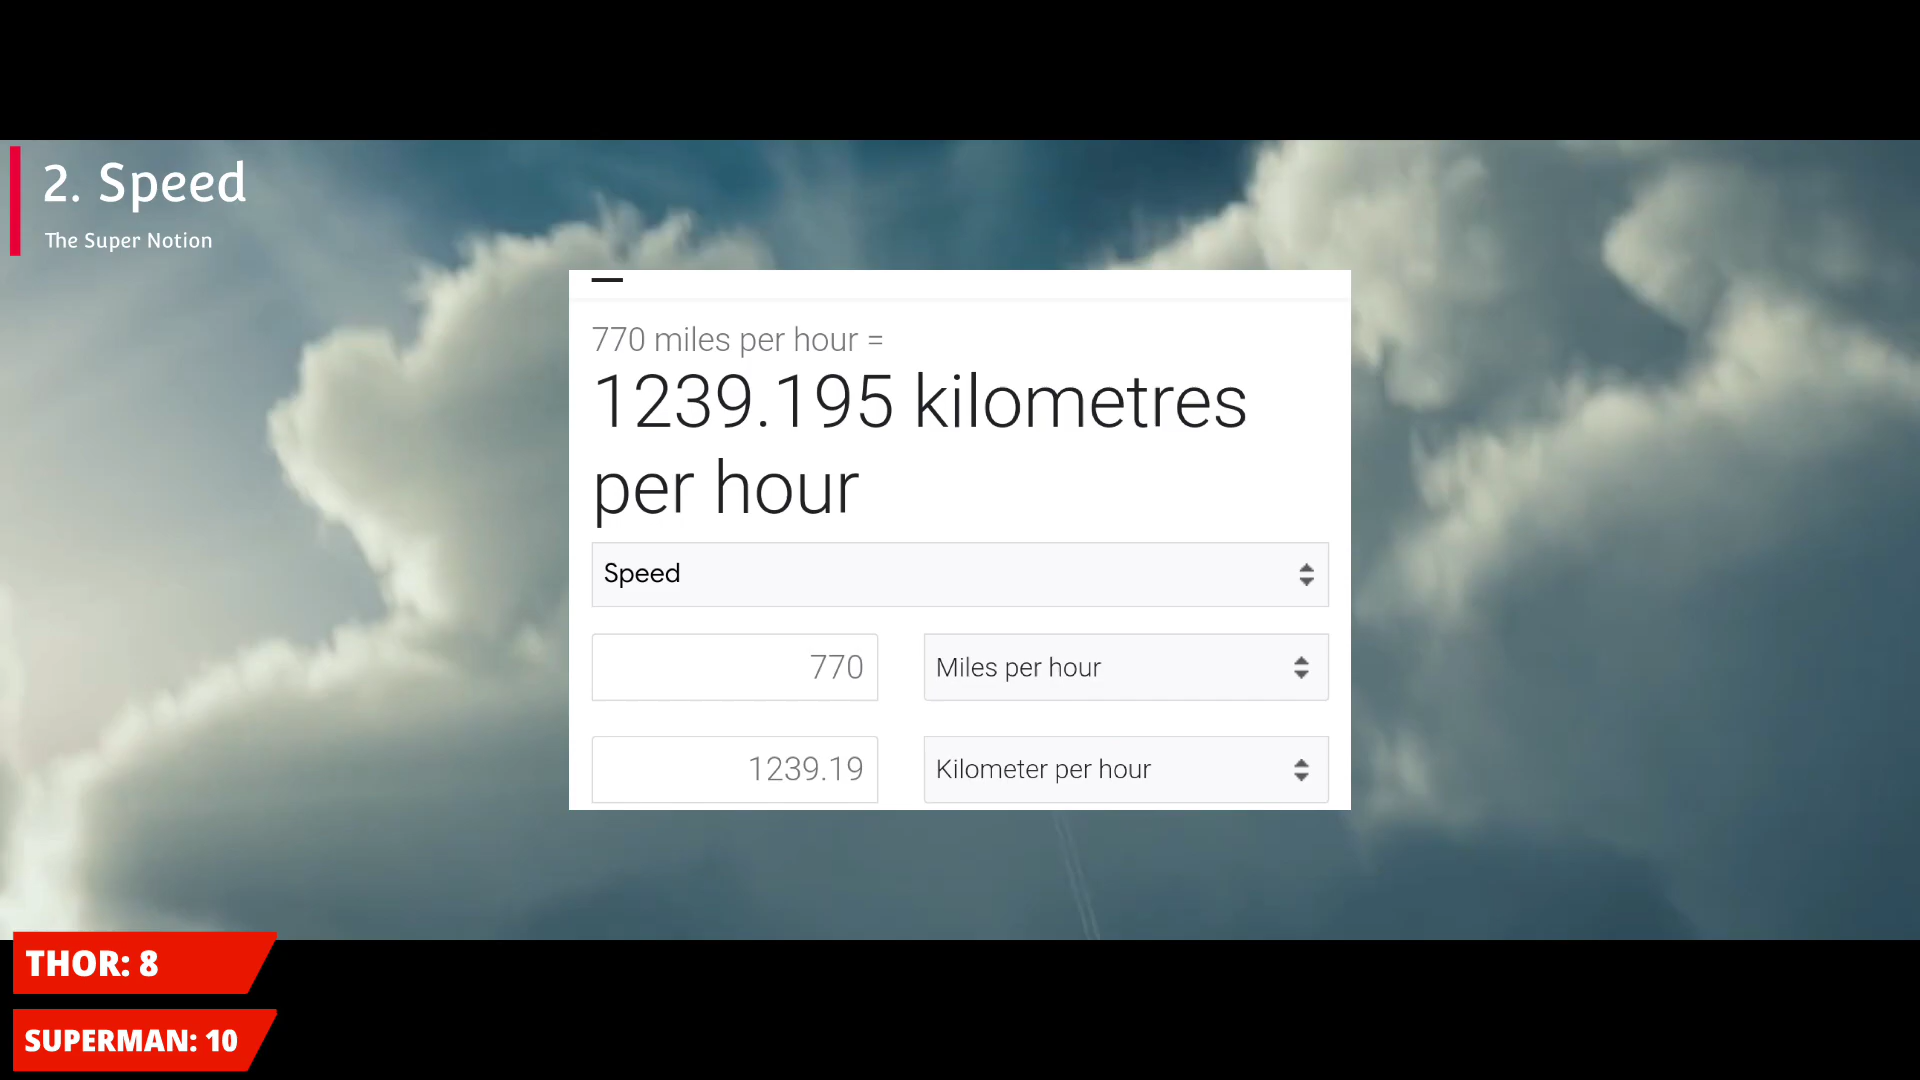 2. Speed
The Super Notion
770 miles per hour =
1239.195 kilometres
per hour
Speed
770
Miles per hour
1239.19
Kilometer per hour
THOR: 8
SUPERMAN: 10